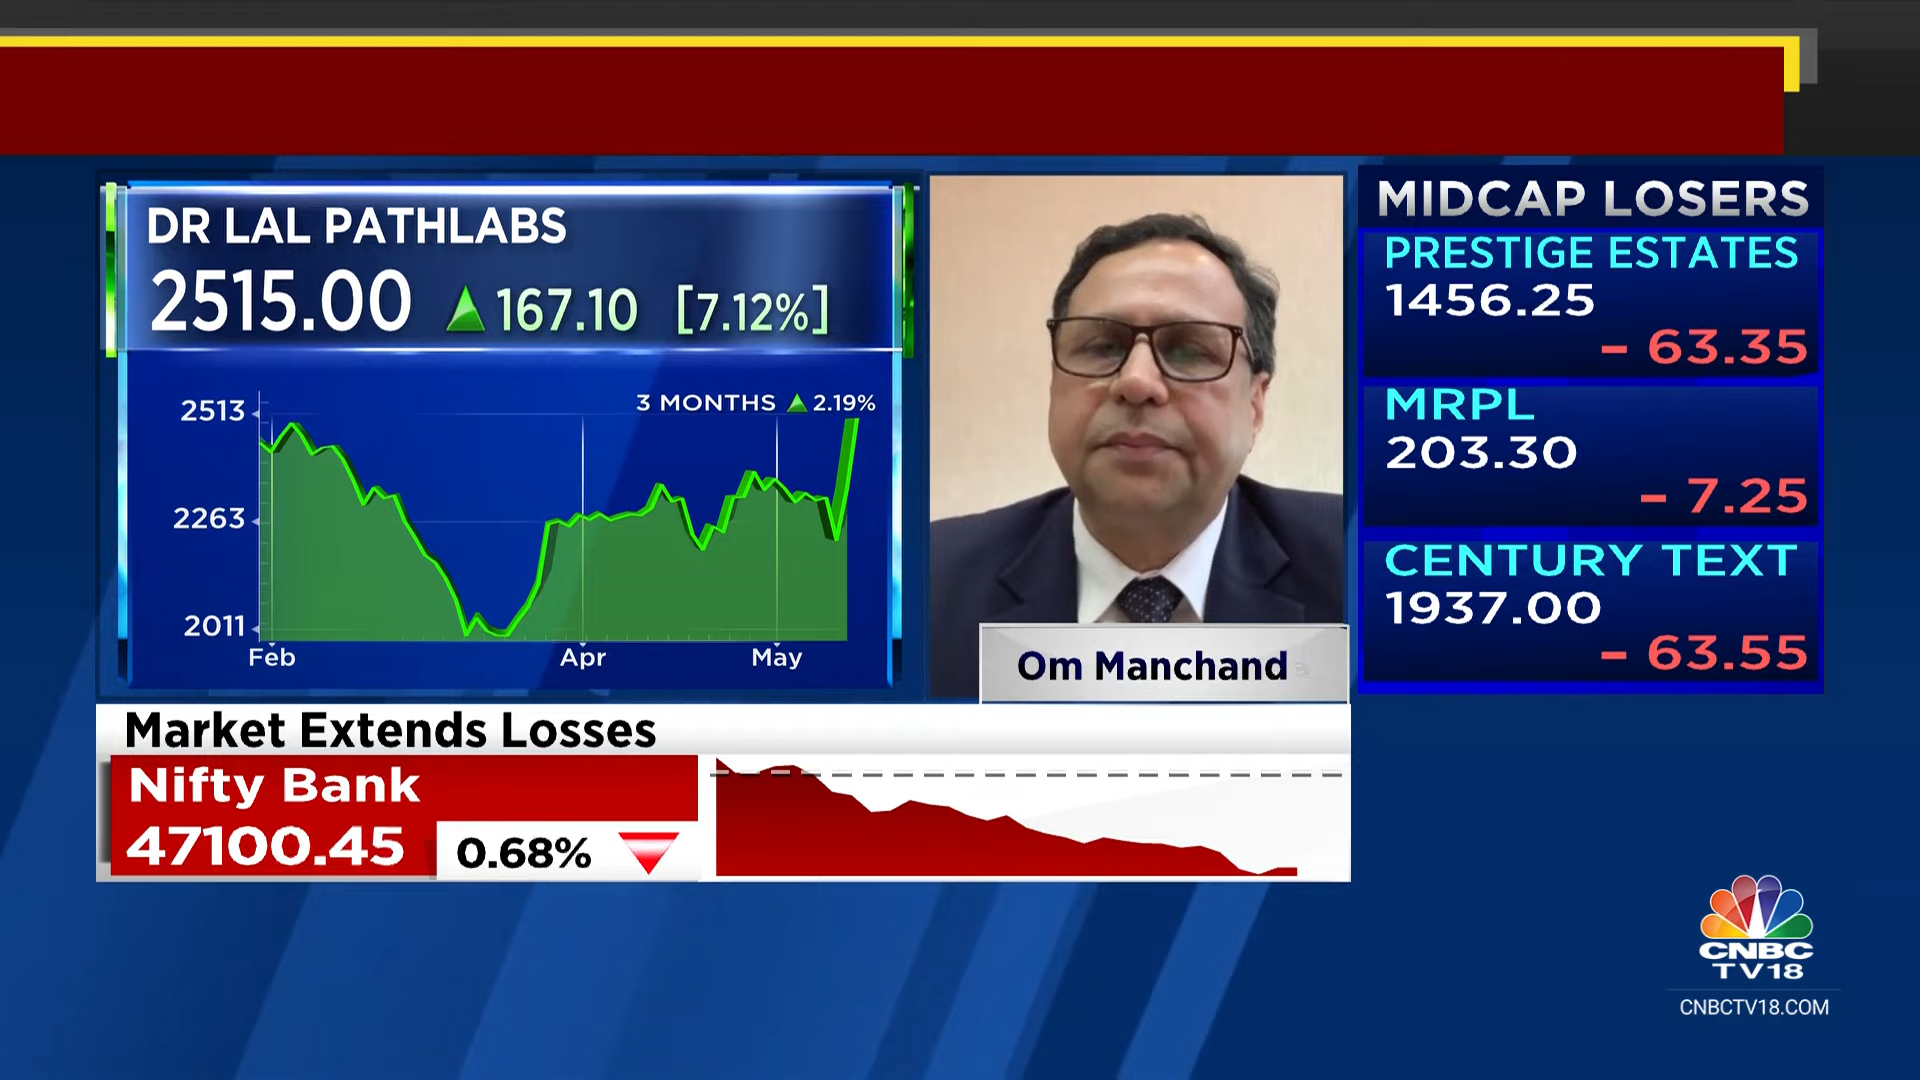 DR LAL PATHLABS
2515.00 ▲ 167.10 [7.12%]
3 MONTHS ▲ 2.19%
2513
2263
2011
Feb Apr May
Om Manchand
MIDCAP LOSERS
PRESTIGE ESTATES
1456.25
- 63.35
MRPL
203.30
- 7.25
CENTURY TEXT
1937.00
- 63.55
Market Extends Losses
Nifty Bank
47100.45 0.68% ▼
CNBC
TV18
CNBCTV18.COM